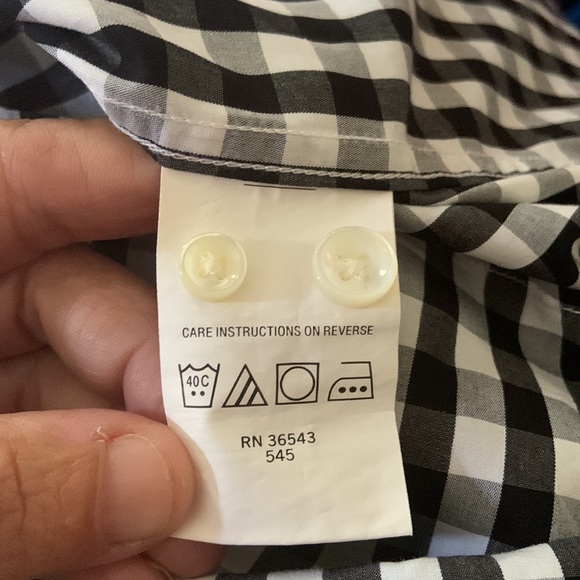 CARE INSTRUCTIONS ON REVERSE
40C
RN 36543
545